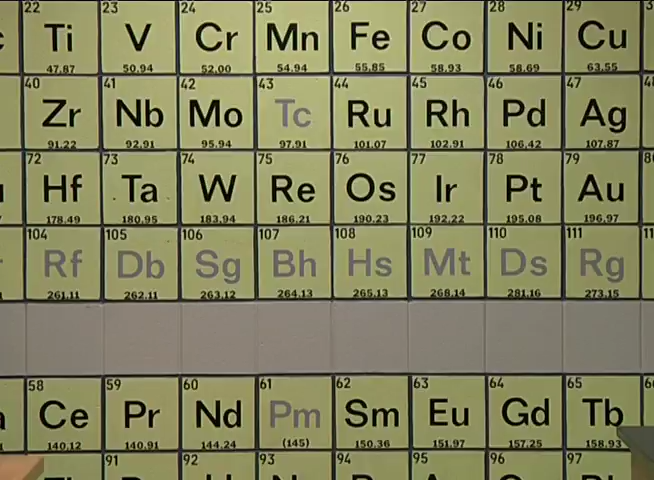 22 23 24 25 26 27 28 29
Ti V Cr Mn Fe Co Ni Cu
47.87 50.94 52.00 54.94 55.85 58.93 58.69 63.55
40 41 42 43 44 45 46 47
Zr Nb Mo Tc Ru Rh Pd Ag
91.22 92.91 95.94 97.91 101.07 102.91 106.42 107.87
72 73 74 75 76 77 78 79
Hf Ta W Re Os Ir Pt Au
178.49 180.95 183.94 186.21 190.23 192.22 195.08 196.97
104 105 106 107 108 109 110 111
Rf Db Sg Bh Hs Mt Ds Rg
261.11 262.11 263.12 264.13 265.13 268.14 281.16 273.15
58 59 60 61 62 63 64 65
Ce Pr Nd Pm Sm Eu Gd Tb
140.12 140.91 144.24 (145) 150.36 151.97 157.25 158.93
91 92 93 94 95 96 97